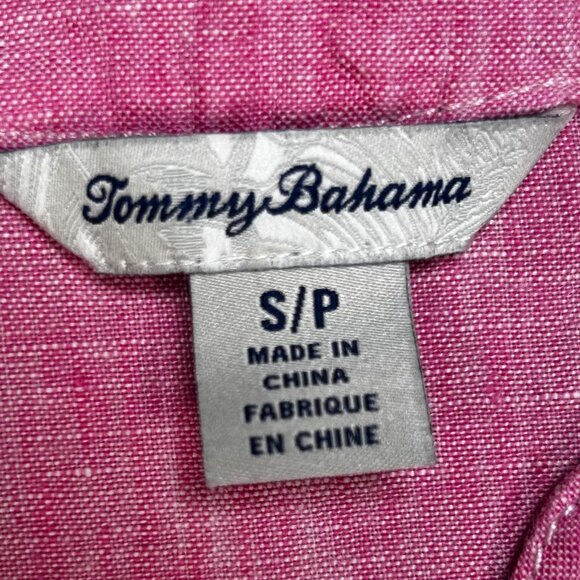 Tommy Bahama
S/P
MADE IN
CHINA
FABRIQUE
EN CHINE